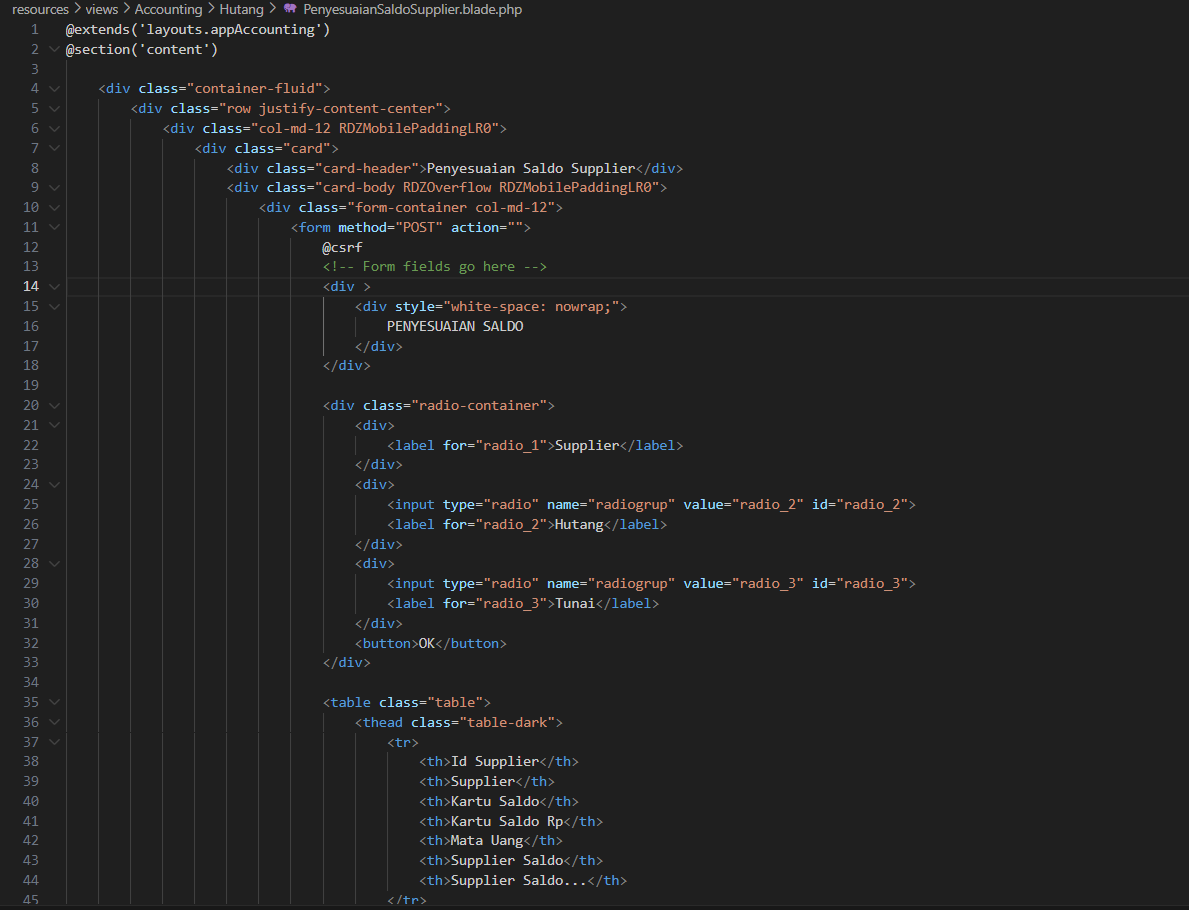 resources > views > Accounting > Hutang > PenyesuaianSaldoSupplier.blade.php
1 @extends('layouts.appAccounting')
2 @section('content')
3
4 <div class="container-fluid">
5 <div class="row justify-content-center">
6 <div class="col-md-12 RDZMobilePaddingLR0">
7 <div class="card">
8 <div class="card-header">Penyesuaian Saldo Supplier</div>
9 <div class="card-body RDZOverflow RDZMobilePaddingLR0">
10 <div class="form-container col-md-12">
11 <form method="POST" action="">
12 @csrf
13 <!-- Form fields go here -->
14 <div >
15 <div style="white-space: nowrap;">
16 PENYESUAIAN SALDO
17 </div>
18 </div>
19
20 <div class="radio-container">
21 <div>
22 <label for="radio_1">Supplier</label>
23 </div>
24 <div>
25 <input type="radio" name="radiogrup" value="radio_2" id="radio_2">
26 <label for="radio_2">Hutang</label>
27 </div>
28 <div>
29 <input type="radio" name="radiogrup" value="radio_3" id="radio_3">
30 <label for="radio_3">Tunai</label>
31 </div>
32 <button>OK</button>
33 </div>
34
35 <table class="table">
36 <thead class="table-dark">
37 <tr>
38 <th>Id Supplier</th>
39 <th>Supplier</th>
40 <th>Kartu Saldo</th>
41 <th>Kartu Saldo Rp</th>
42 <th>Mata Uang</th>
43 <th>Supplier Saldo</th>
44 <th>Supplier Saldo...</th>
45 </tr>